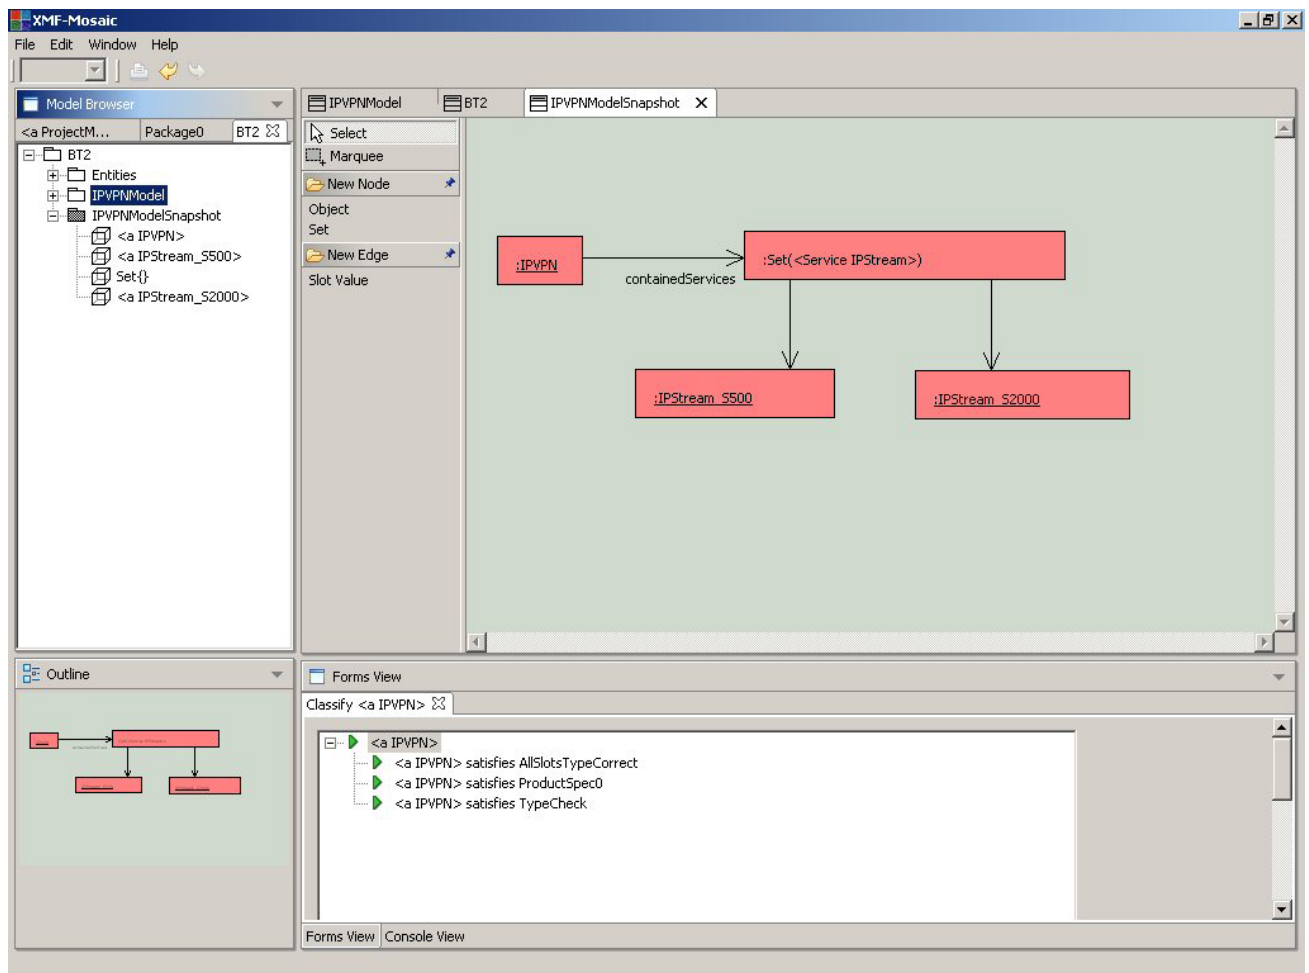 XMF-Mosaic
File Edit Window Help
Model Browser
<a ProjectM... Package0 BT2
BT2
Entities
IPVPNModel
IPVPNModelSnapshot
<a IPVPN>
<a IPStream_S500>
Set{}
<a IPStream_S2000>
IPVPNModel BT2 IPVPNModelSnapshot
Select
Marquee
New Node
Object
Set
New Edge
Slot Value
:IPVPN
containedServices
:Set(<Service IPStream>)
:IPStream_S500
:IPStream_S2000
Outline
Forms View
Classify <a IPVPN>
<a IPVPN>
<a IPVPN> satisfies AllSlotsTypeCorrect
<a IPVPN> satisfies ProductSpec0
<a IPVPN> satisfies TypeCheck
Forms View Console View